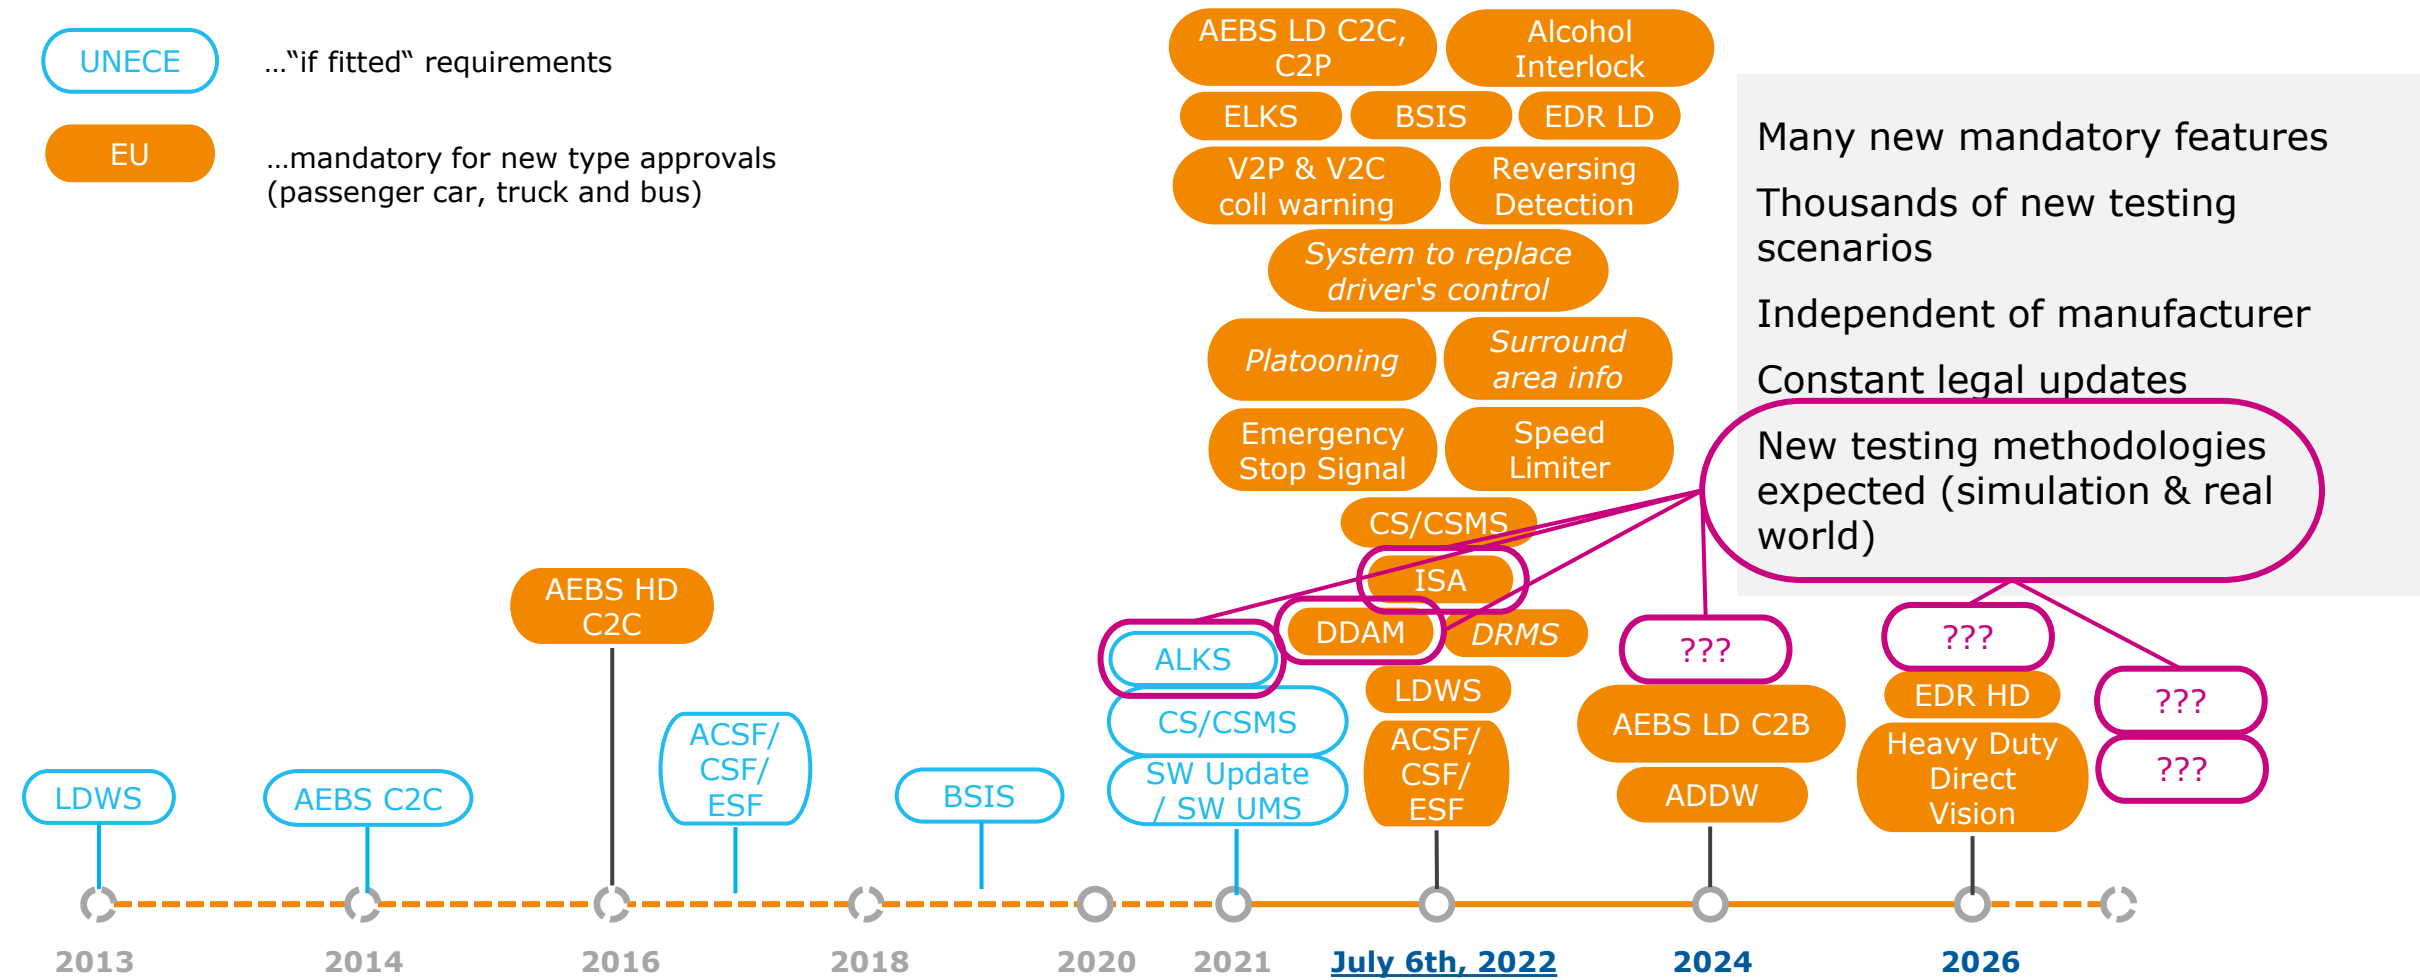 UNECE
…“if fitted“ requirements
EU
…mandatory for new type approvals
(passenger car, truck and bus)
AEBS LD C2C,
C2P
Alcohol
Interlock
ELKS
BSIS
EDR LD
V2P & V2C
coll warning
Reversing
Detection
System to replace
driver‘s control
Platooning
Surround
area info
Emergency
Stop Signal
Speed
Limiter
CS/CSMS
ISA
DDAM
DRMS
LDWS
ACSF/
CSF/
ESF
Many new mandatory features
Thousands of new testing
scenarios
Independent of manufacturer
Constant legal updates
New testing methodologies
expected (simulation & real
world)
LDWS
AEBS C2C
AEBS HD
C2C
ACSF/
CSF/
ESF
BSIS
ALKS
CS/CSMS
SW Update
/ SW UMS
???
AEBS LD C2B
ADDW
???
EDR HD
Heavy Duty
Direct
Vision
???
???
2013
2014
2016
2018
2020
2021
July 6th, 2022
2024
2026